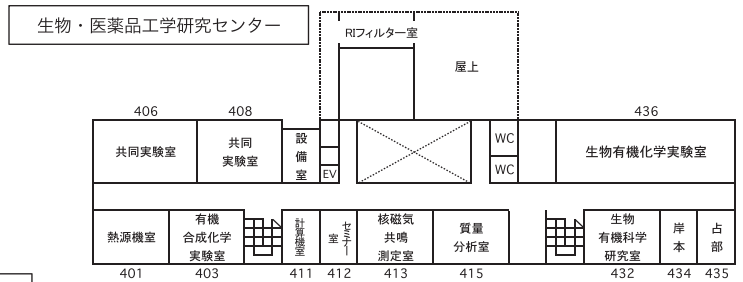 生物・医薬品工学研究センター
RIフィルター室
屋上
406
408
436
共同実験室
共同
実験室
設備室
EV
WC
WC
生物有機化学実験室
熱源機室
有機
合成化学
実験室
計算機室
セミナー
室
核磁気
共鳴
測定室
質量
分析室
生物
有機科学
研究室
岸本
占部
401
403
411
412
413
415
432
434
435